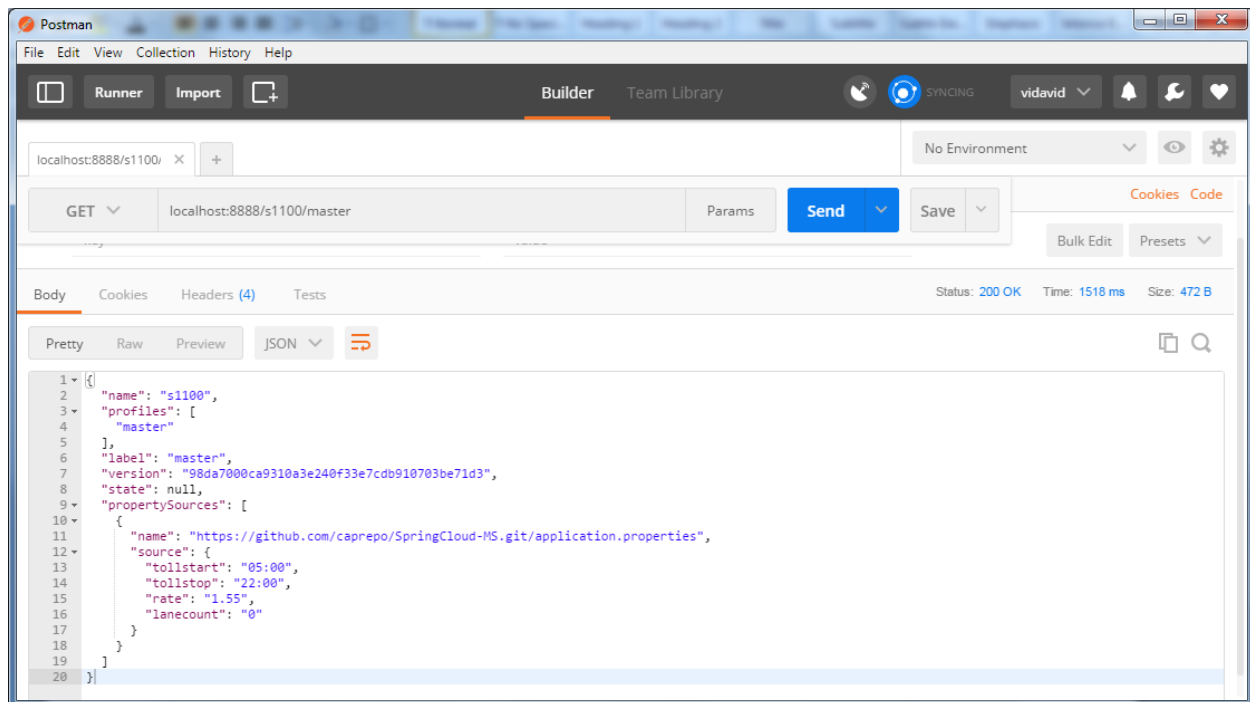 Postman
File Edit View Collection History Help
Runner Import Builder Team Library SYNCING vidavid
localhost:8888/s1100/ × + No Environment
Cookies Code
GET localhost:8888/s1100/master Params Send Save
Bulk Edit Presets
Body Cookies Headers (4) Tests Status: 200 OK Time: 1518 ms Size: 472 B
Pretty Raw Preview JSON
1 {
2 "name": "s1100",
3 "profiles": [
4 "master"
5 ],
6 "label": "master",
7 "version": "98da7000ca9310a3e240f33e7cdb910703be71d3",
8 "state": null,
9 "propertySources": [
10 {
11 "name": "https://github.com/caprepo/SpringCloud-MS.git/application.properties",
12 "source": {
13 "tollstart": "05:00",
14 "tollstop": "22:00",
15 "rate": "1.55",
16 "lanecount": "0"
17 }
18 }
19 ]
20 }